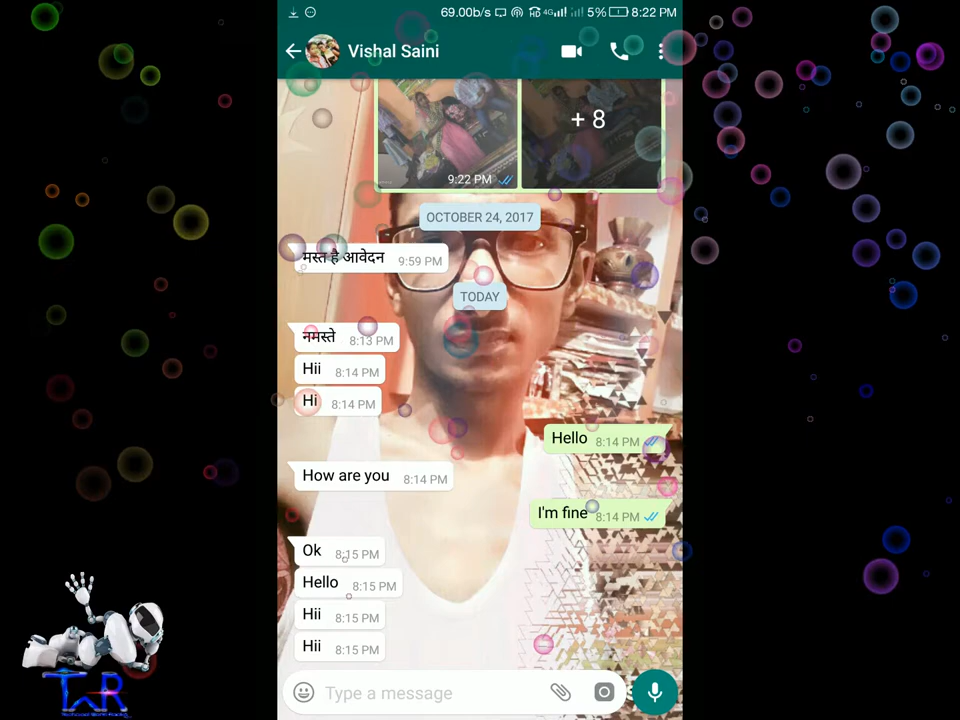 69.00b/s HD 4G 5% 8:22 PM
Vishal Saini
+ 8
9:22 PM
OCTOBER 24, 2017
मस्त है आवेदन 9:59 PM
TODAY
नमस्ते 8:13 PM
Hii 8:14 PM
Hi 8:14 PM
Hello 8:14 PM
How are you 8:14 PM
I'm fine 8:14 PM
Ok 8:15 PM
Hello 8:15 PM
Hii 8:15 PM
Hii 8:15 PM
Type a message
TWR